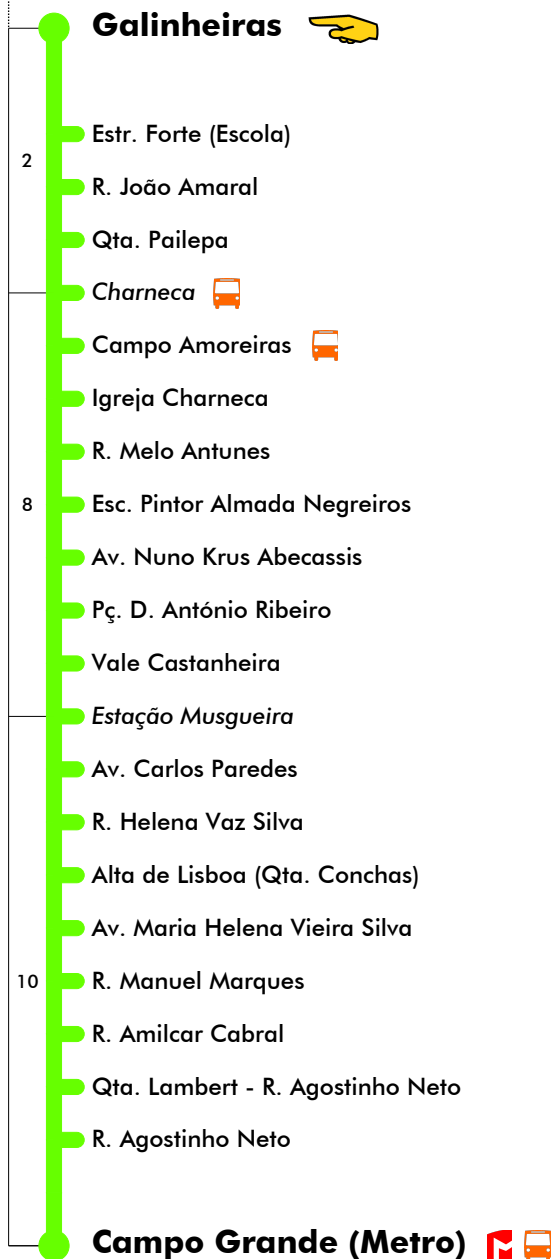 Galinheiras
Estr. Forte (Escola)
2
R. João Amaral
Qta. Pailepa
Charneca
Campo Amoreiras
Igreja Charneca
R. Melo Antunes
8
Esc. Pintor Almada Negreiros
Av. Nuno Krus Abecassis
Pç. D. António Ribeiro
Vale Castanheira
Estação Musgueira
Av. Carlos Paredes
R. Helena Vaz Silva
Alta de Lisboa (Qta. Conchas)
Av. Maria Helena Vieira Silva
10
R. Manuel Marques
R. Amilcar Cabral
Qta. Lambert - R. Agostinho Neto
R. Agostinho Neto
Campo Grande (Metro)